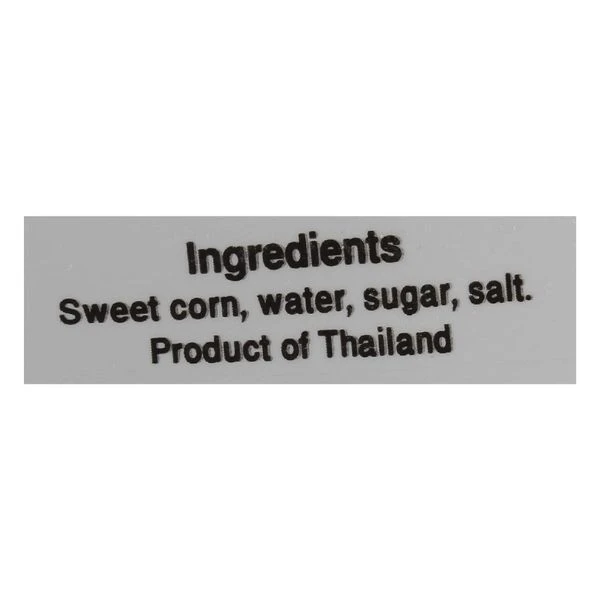 Ingredients
Sweet corn, water, sugar, salt.
Product of Thailand